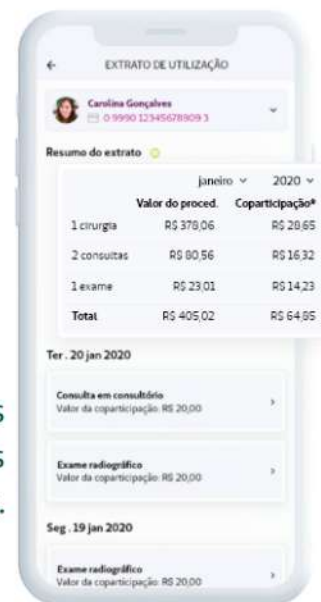 EXTRATO DE UTILIZAÇÃO
Carolina Gonçalves
0 9990 12345678909 3
Resumo do extrato
janeiro 2020
Valor do proced. Coparticipação*
1 cirurgia R$ 378,06 R$ 28,65
2 consultas R$ 80,56 R$ 16,32
1 exame R$ 23,01 R$ 14,23
Total R$ 405,02 R$ 64,85
Ter. 20 jan 2020
Consulta em consultório
Valor da coparticipação: R$ 20,00
Exame radiográfico
Valor da coparticipação: R$ 20,00
Seg. 19 jan 2020
Exame radiográfico
Valor da coparticipação: R$ 20,00